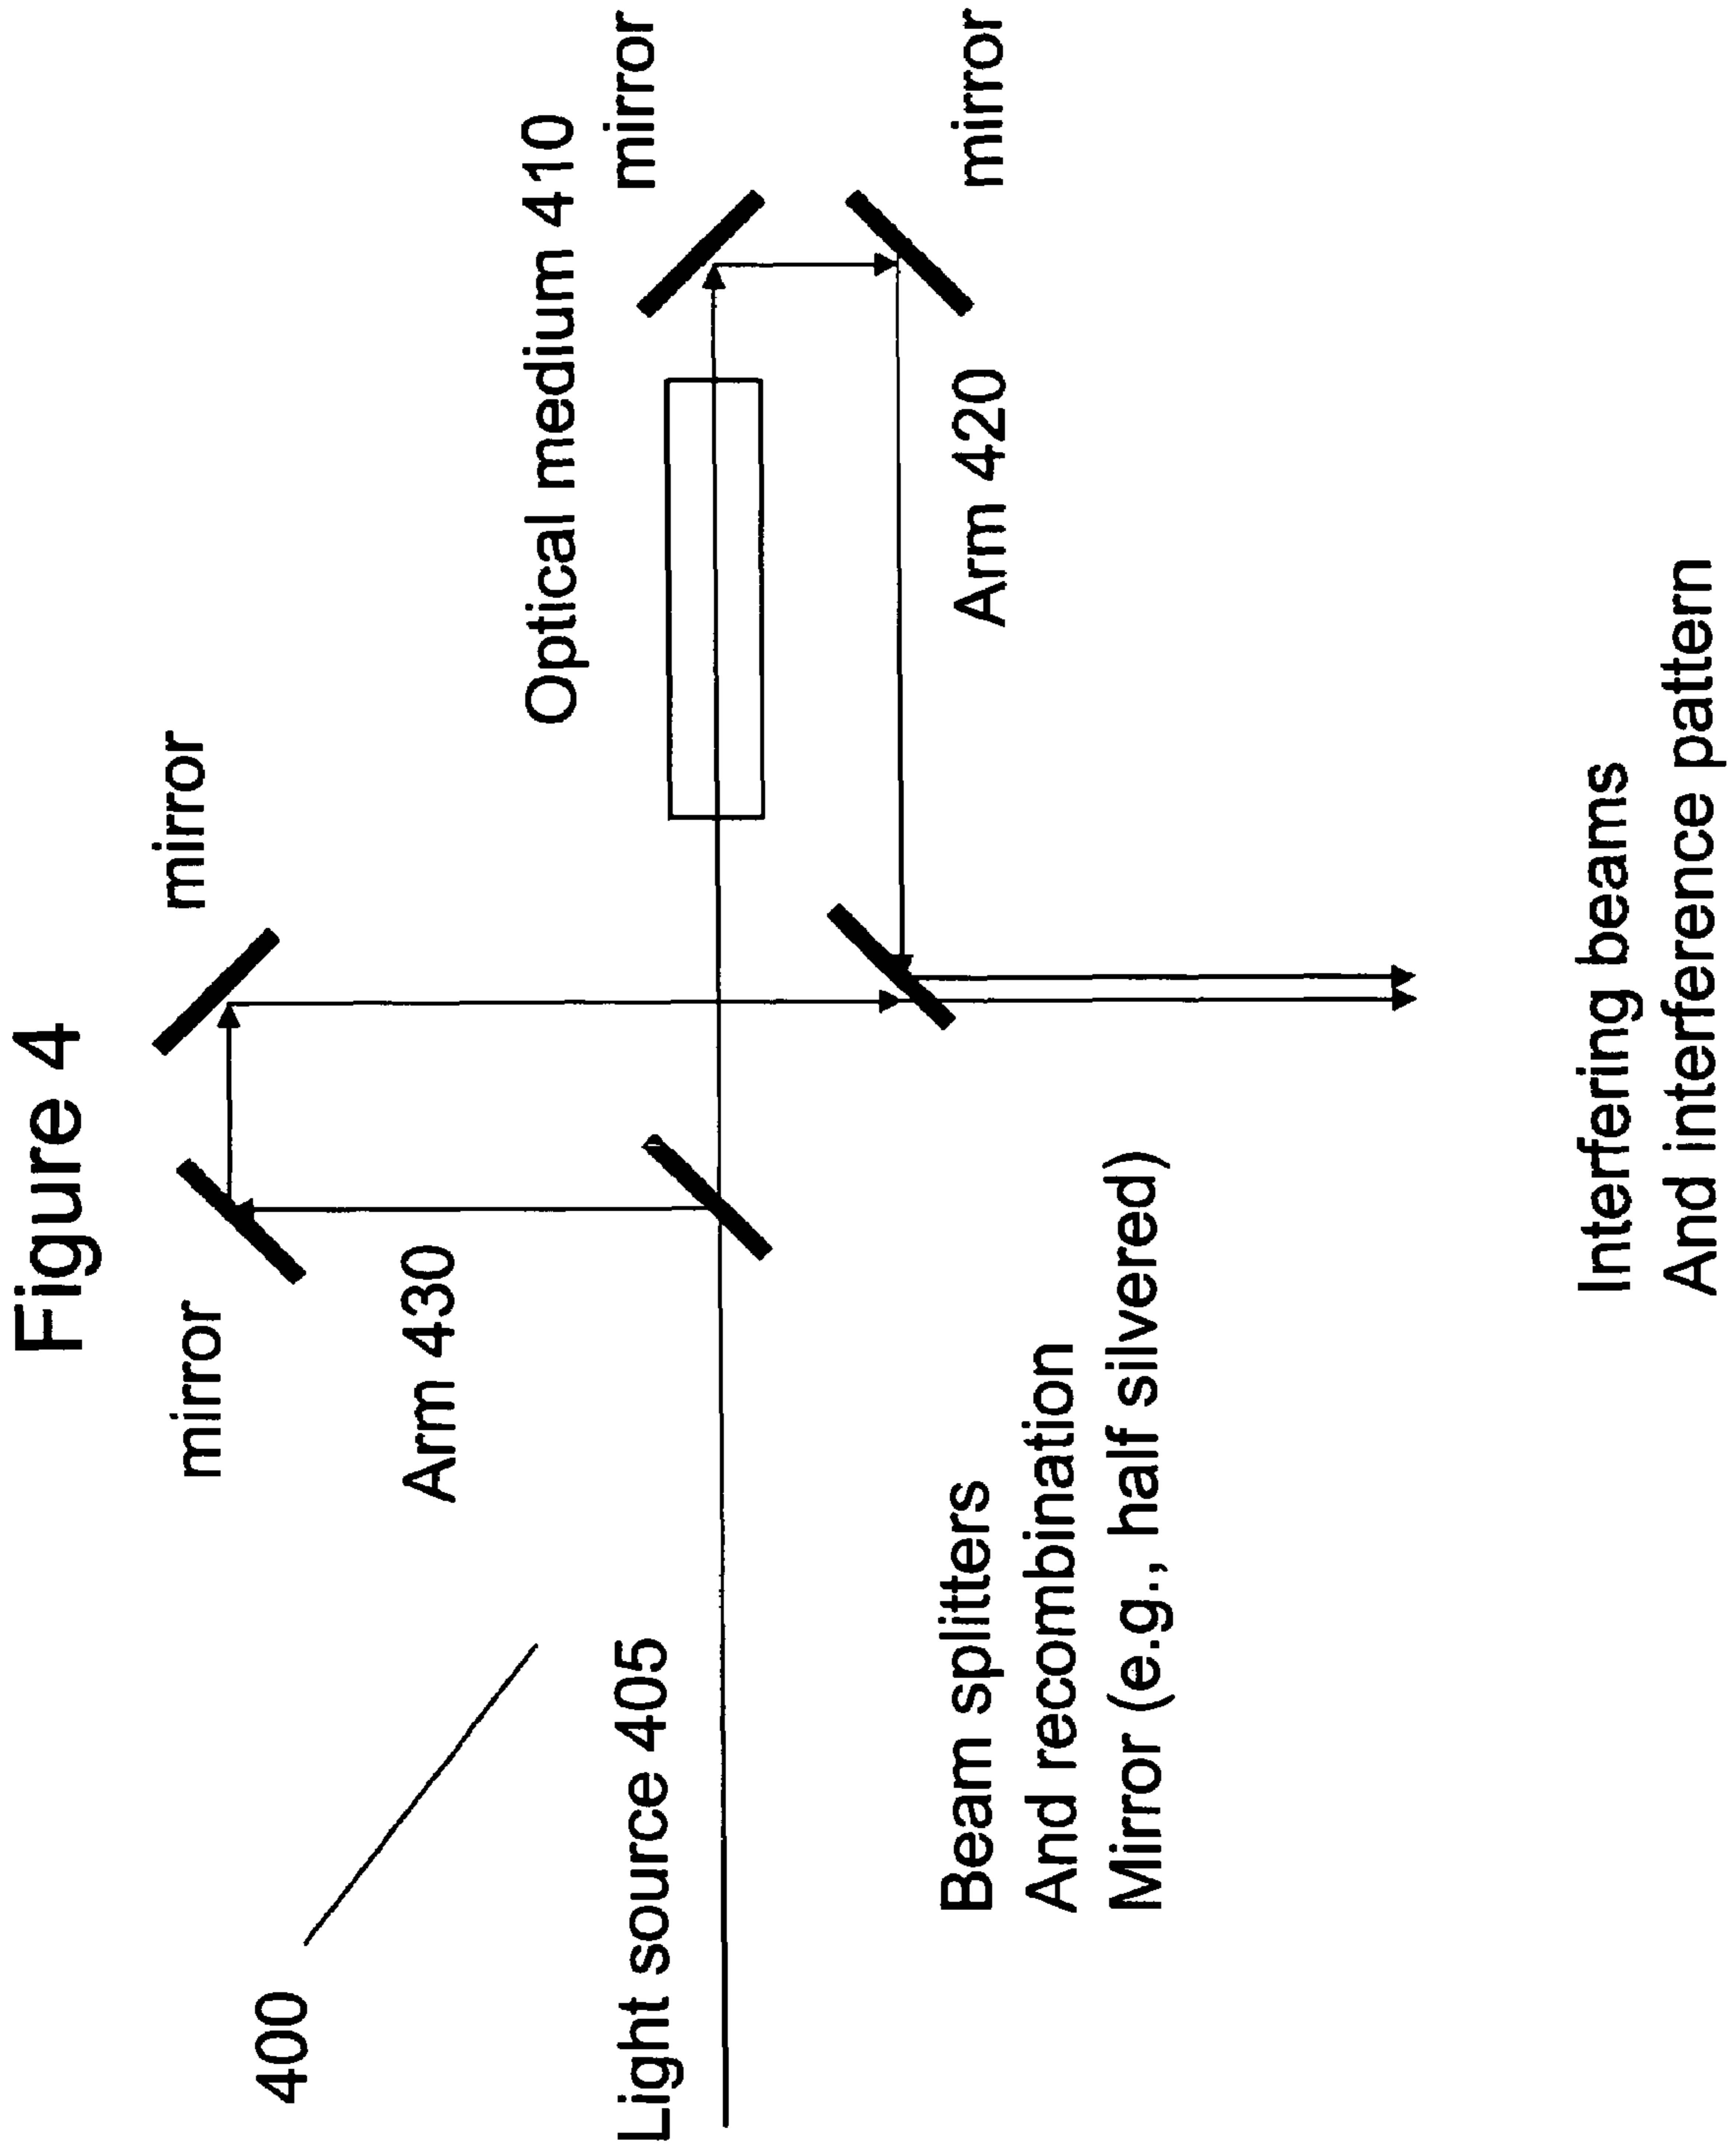 Figure 4
400
mirror
mirror
Arm 430
Optical medium 410
mirror
Light source 405
mirror
Arm 420
Beam splitters
And recombination
Mirror (e.g., half silvered)
Interfering beams
And interference pattern